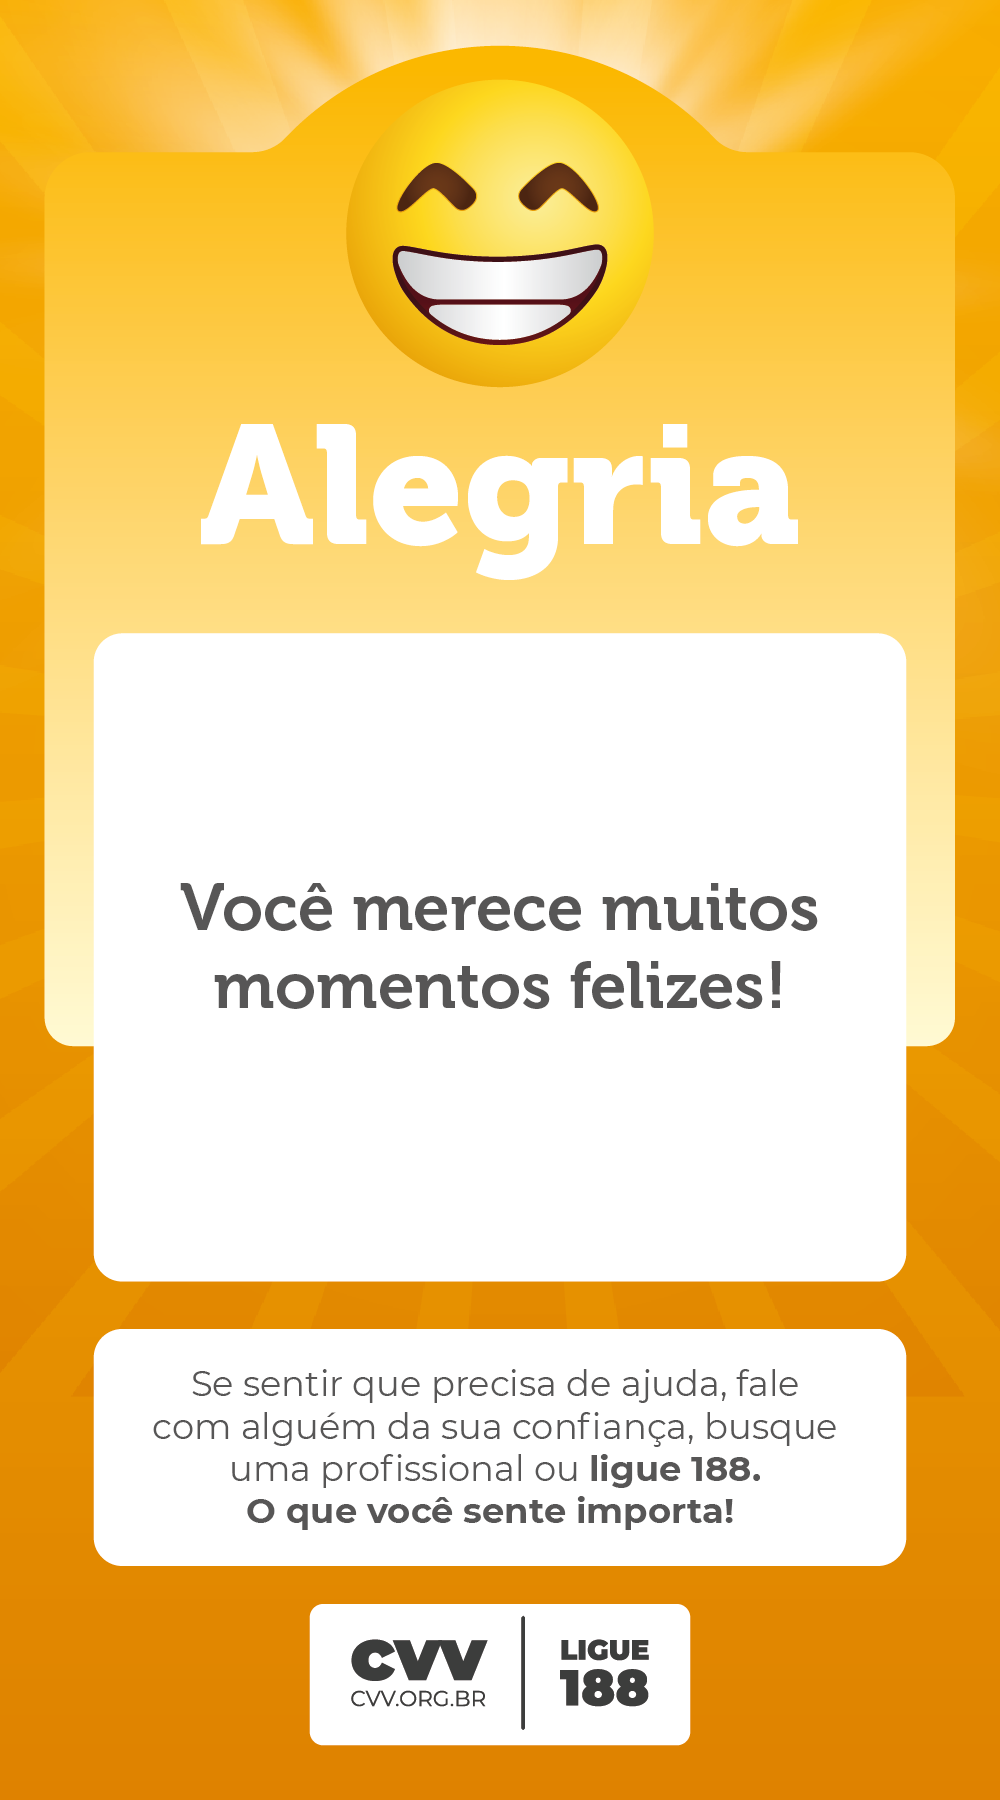 Alegria
Você merece muitos
momentos felizes!
Se sentir que precisa de ajuda, fale
com alguém da sua confiança, busque
uma profissional ou ligue 188.
O que você sente importa!
CVV
CVV.ORG.BR
LIGUE
188